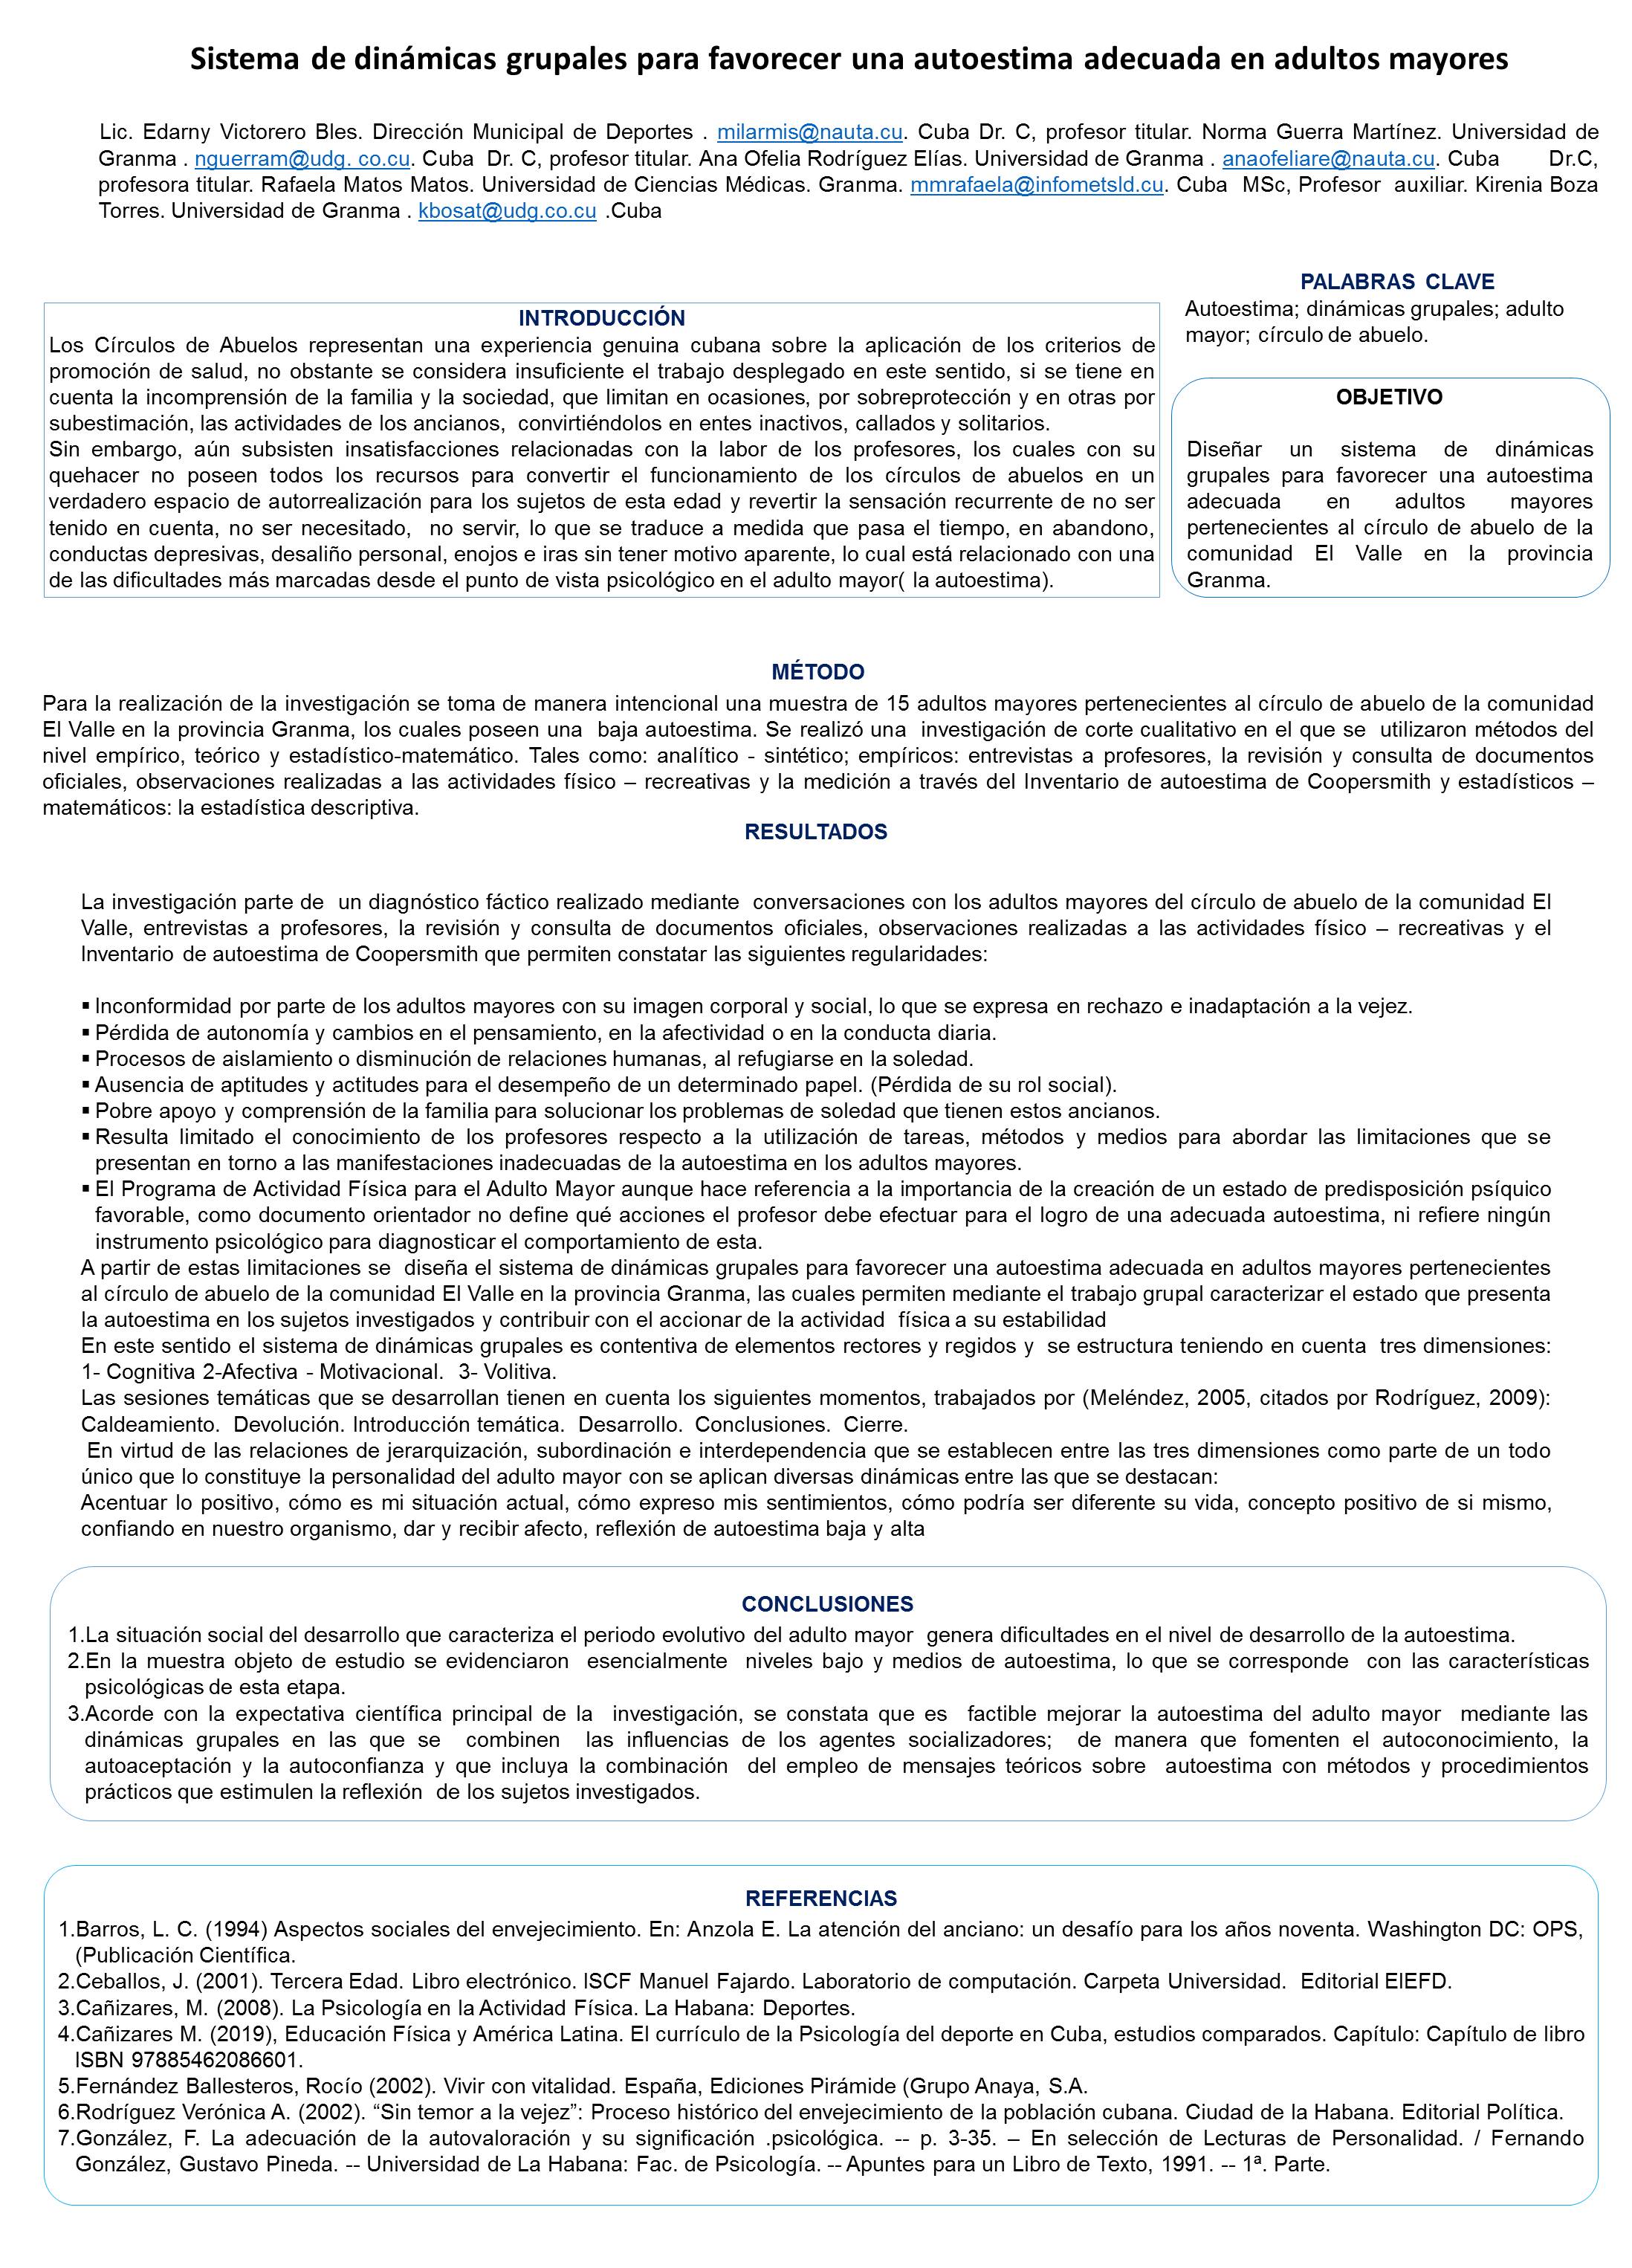 Sistema de dinámicas grupales para favorecer una autoestima adecuada en adultos mayores
Lic. Edarny Victorero Bles. Dirección Municipal de Deportes . milarmis@nauta.cu. Cuba Dr. C, profesor titular. Norma Guerra Martínez. Universidad de
Granma . nguerram@udg. co.cu. Cuba Dr. C, profesor titular. Ana Ofelia Rodríguez Elías. Universidad de Granma . anaofeliare@nauta.cu. Cuba Dr.C,
profesora titular. Rafaela Matos Matos. Universidad de Ciencias Médicas. Granma. mmrafaela@infometsld.cu. Cuba MSc, Profesor auxiliar. Kirenia Boza
Torres. Universidad de Granma . kbosat@udg.co.cu .Cuba
INTRODUCCIÓN
Los Círculos de Abuelos representan una experiencia genuina cubana sobre la aplicación de los criterios de
promoción de salud, no obstante se considera insuficiente el trabajo desplegado en este sentido, si se tiene en
cuenta la incomprensión de la familia y la sociedad, que limitan en ocasiones, por sobreprotección y en otras por
subestimación, las actividades de los ancianos, convirtiéndolos en entes inactivos, callados y solitarios.
Sin embargo, aún subsisten insatisfacciones relacionadas con la labor de los profesores, los cuales con su
quehacer no poseen todos los recursos para convertir el funcionamiento de los círculos de abuelos en un
verdadero espacio de autorrealización para los sujetos de esta edad y revertir la sensación recurrente de no ser
tenido en cuenta, no ser necesitado, no servir, lo que se traduce a medida que pasa el tiempo, en abandono,
conductas depresivas, desaliño personal, enojos e iras sin tener motivo aparente, lo cual está relacionado con una
de las dificultades más marcadas desde el punto de vista psicológico en el adulto mayor( la autoestima).
PALABRAS CLAVE
Autoestima; dinámicas grupales; adulto
mayor; círculo de abuelo.
OBJETIVO
Diseñar un sistema de dinámicas
grupales para favorecer una autoestima
adecuada en adultos mayores
pertenecientes al círculo de abuelo de la
comunidad El Valle en la provincia
Granma.
MÉTODO
Para la realización de la investigación se toma de manera intencional una muestra de 15 adultos mayores pertenecientes al círculo de abuelo de la comunidad
El Valle en la provincia Granma, los cuales poseen una baja autoestima. Se realizó una investigación de corte cualitativo en el que se utilizaron métodos del
nivel empírico, teórico y estadístico-matemático. Tales como: analítico - sintético; empíricos: entrevistas a profesores, la revisión y consulta de documentos
oficiales, observaciones realizadas a las actividades físico – recreativas y la medición a través del Inventario de autoestima de Coopersmith y estadísticos –
matemáticos: la estadística descriptiva.
RESULTADOS
La investigación parte de un diagnóstico fáctico realizado mediante conversaciones con los adultos mayores del círculo de abuelo de la comunidad El
Valle, entrevistas a profesores, la revisión y consulta de documentos oficiales, observaciones realizadas a las actividades físico – recreativas y el
Inventario de autoestima de Coopersmith que permiten constatar las siguientes regularidades:
▪ Inconformidad por parte de los adultos mayores con su imagen corporal y social, lo que se expresa en rechazo e inadaptación a la vejez.
▪ Pérdida de autonomía y cambios en el pensamiento, en la afectividad o en la conducta diaria.
▪ Procesos de aislamiento o disminución de relaciones humanas, al refugiarse en la soledad.
▪ Ausencia de aptitudes y actitudes para el desempeño de un determinado papel. (Pérdida de su rol social).
▪ Pobre apoyo y comprensión de la familia para solucionar los problemas de soledad que tienen estos ancianos.
▪ Resulta limitado el conocimiento de los profesores respecto a la utilización de tareas, métodos y medios para abordar las limitaciones que se
presentan en torno a las manifestaciones inadecuadas de la autoestima en los adultos mayores.
▪ El Programa de Actividad Física para el Adulto Mayor aunque hace referencia a la importancia de la creación de un estado de predisposición psíquico
favorable, como documento orientador no define qué acciones el profesor debe efectuar para el logro de una adecuada autoestima, ni refiere ningún
instrumento psicológico para diagnosticar el comportamiento de esta.
A partir de estas limitaciones se diseña el sistema de dinámicas grupales para favorecer una autoestima adecuada en adultos mayores pertenecientes
al círculo de abuelo de la comunidad El Valle en la provincia Granma, las cuales permiten mediante el trabajo grupal caracterizar el estado que presenta
la autoestima en los sujetos investigados y contribuir con el accionar de la actividad física a su estabilidad
En este sentido el sistema de dinámicas grupales es contentiva de elementos rectores y regidos y se estructura teniendo en cuenta tres dimensiones:
1- Cognitiva 2-Afectiva - Motivacional. 3- Volitiva.
Las sesiones temáticas que se desarrollan tienen en cuenta los siguientes momentos, trabajados por (Meléndez, 2005, citados por Rodríguez, 2009):
Caldeamiento. Devolución. Introducción temática. Desarrollo. Conclusiones. Cierre.
En virtud de las relaciones de jerarquización, subordinación e interdependencia que se establecen entre las tres dimensiones como parte de un todo
único que lo constituye la personalidad del adulto mayor con se aplican diversas dinámicas entre las que se destacan:
Acentuar lo positivo, cómo es mi situación actual, cómo expreso mis sentimientos, cómo podría ser diferente su vida, concepto positivo de si mismo,
confiando en nuestro organismo, dar y recibir afecto, reflexión de autoestima baja y alta
CONCLUSIONES
1.La situación social del desarrollo que caracteriza el periodo evolutivo del adulto mayor genera dificultades en el nivel de desarrollo de la autoestima.
2.En la muestra objeto de estudio se evidenciaron esencialmente niveles bajo y medios de autoestima, lo que se corresponde con las características
psicológicas de esta etapa.
3.Acorde con la expectativa científica principal de la investigación, se constata que es factible mejorar la autoestima del adulto mayor mediante las
dinámicas grupales en las que se combinen las influencias de los agentes socializadores; de manera que fomenten el autoconocimiento, la
autoaceptación y la autoconfianza y que incluya la combinación del empleo de mensajes teóricos sobre autoestima con métodos y procedimientos
prácticos que estimulen la reflexión de los sujetos investigados.
REFERENCIAS
1.Barros, L. C. (1994) Aspectos sociales del envejecimiento. En: Anzola E. La atención del anciano: un desafío para los años noventa. Washington DC: OPS,
(Publicación Científica.
2.Ceballos, J. (2001). Tercera Edad. Libro electrónico. ISCF Manuel Fajardo. Laboratorio de computación. Carpeta Universidad. Editorial EIEFD.
3.Cañizares, M. (2008). La Psicología en la Actividad Física. La Habana: Deportes.
4.Cañizares M. (2019), Educación Física y América Latina. El currículo de la Psicología del deporte en Cuba, estudios comparados. Capítulo: Capítulo de libro
ISBN 97885462086601.
5.Fernández Ballesteros, Rocío (2002). Vivir con vitalidad. España, Ediciones Pirámide (Grupo Anaya, S.A.
6.Rodríguez Verónica A. (2002). “Sin temor a la vejez”: Proceso histórico del envejecimiento de la población cubana. Ciudad de la Habana. Editorial Política.
7.González, F. La adecuación de la autovaloración y su significación .psicológica. -- p. 3-35. – En selección de Lecturas de Personalidad. / Fernando
González, Gustavo Pineda. -- Universidad de La Habana: Fac. de Psicología. -- Apuntes para un Libro de Texto, 1991. -- 1ª. Parte.